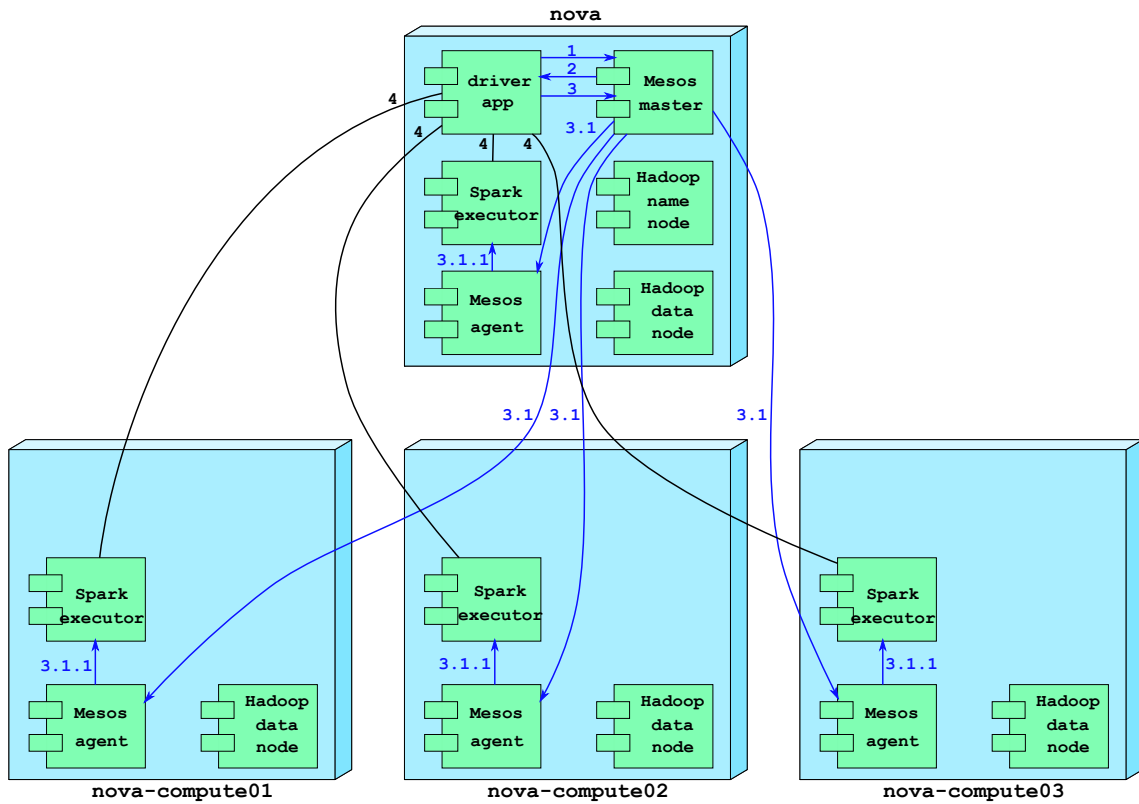 nova
1
2
3
driver
app
Mesos
master
4
4
4
4
3.1
Spark
executor
Hadoop
name
node
3.1.1
Mesos
agent
Hadoop
data
node
3.1
3.1
3.1
Spark
executor
3.1.1
Mesos
agent
Hadoop
data
node
nova-compute01
Spark
executor
3.1.1
Mesos
agent
Hadoop
data
node
nova-compute02
Spark
executor
3.1.1
Mesos
agent
Hadoop
data
node
nova-compute03